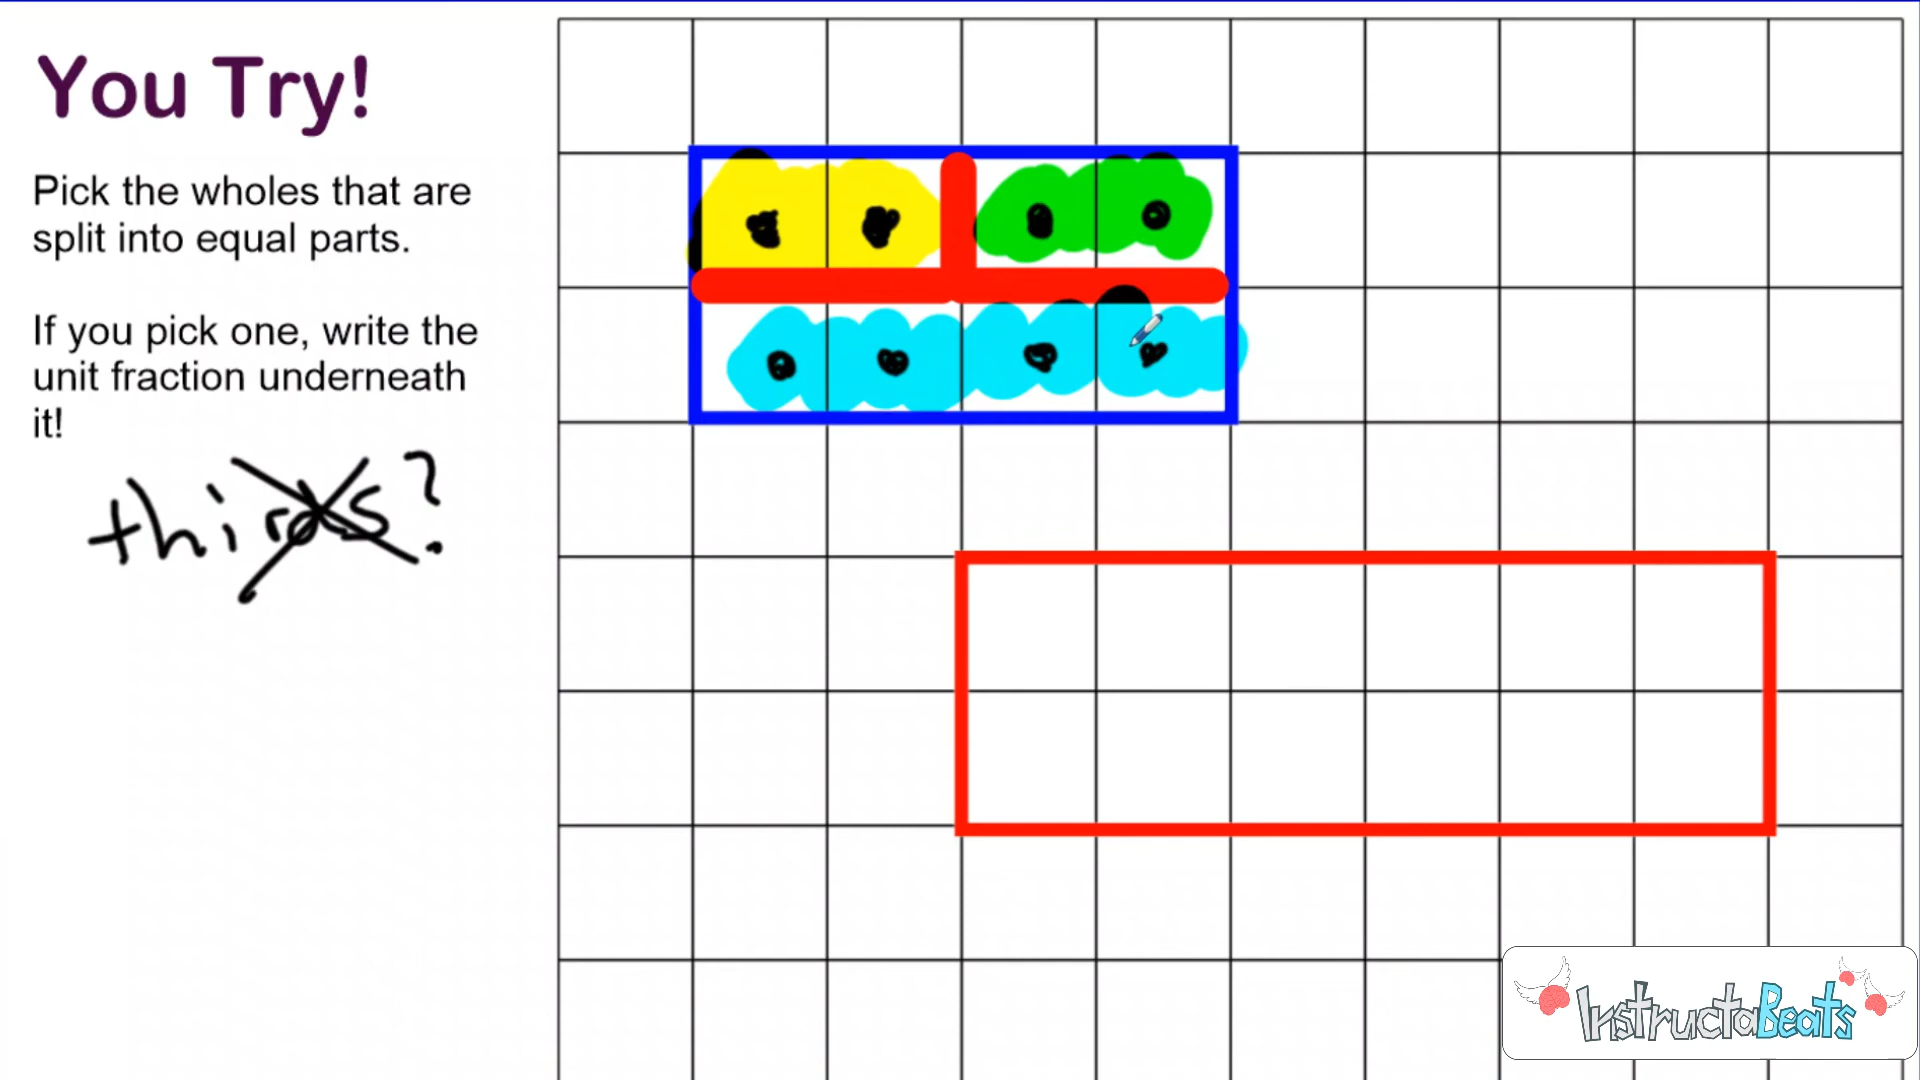 You Try!
Pick the wholes that are
split into equal parts.
If you pick one, write the
unit fraction underneath
it!
thirds?
InstructaBeats